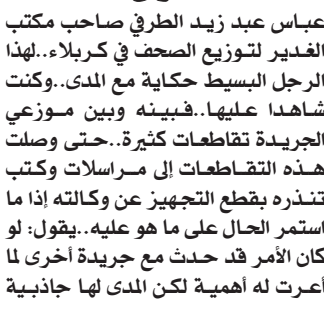 عباس عبد زيد الطرفي صاحب مكتب
الغدير لتوزيع الصحف في كربلاء..لهذا
الرجل البسيط حكاية مع المدى..وكنت
شاهدا عليها..فبينه وبين موزعي
الجريدة تقاطعات كثيرة..حتى وصلت
هذه التقاطعات إلى مراسلات وكتب
تنذره بقطع التجهيز عن وكالته إذا ما
استمر الحال على ما هو عليه..يقول: لو
كان الأمر قد حدث مع جريدة أخرى لما
أعرت له أهمية لكن المدى لها جاذبية